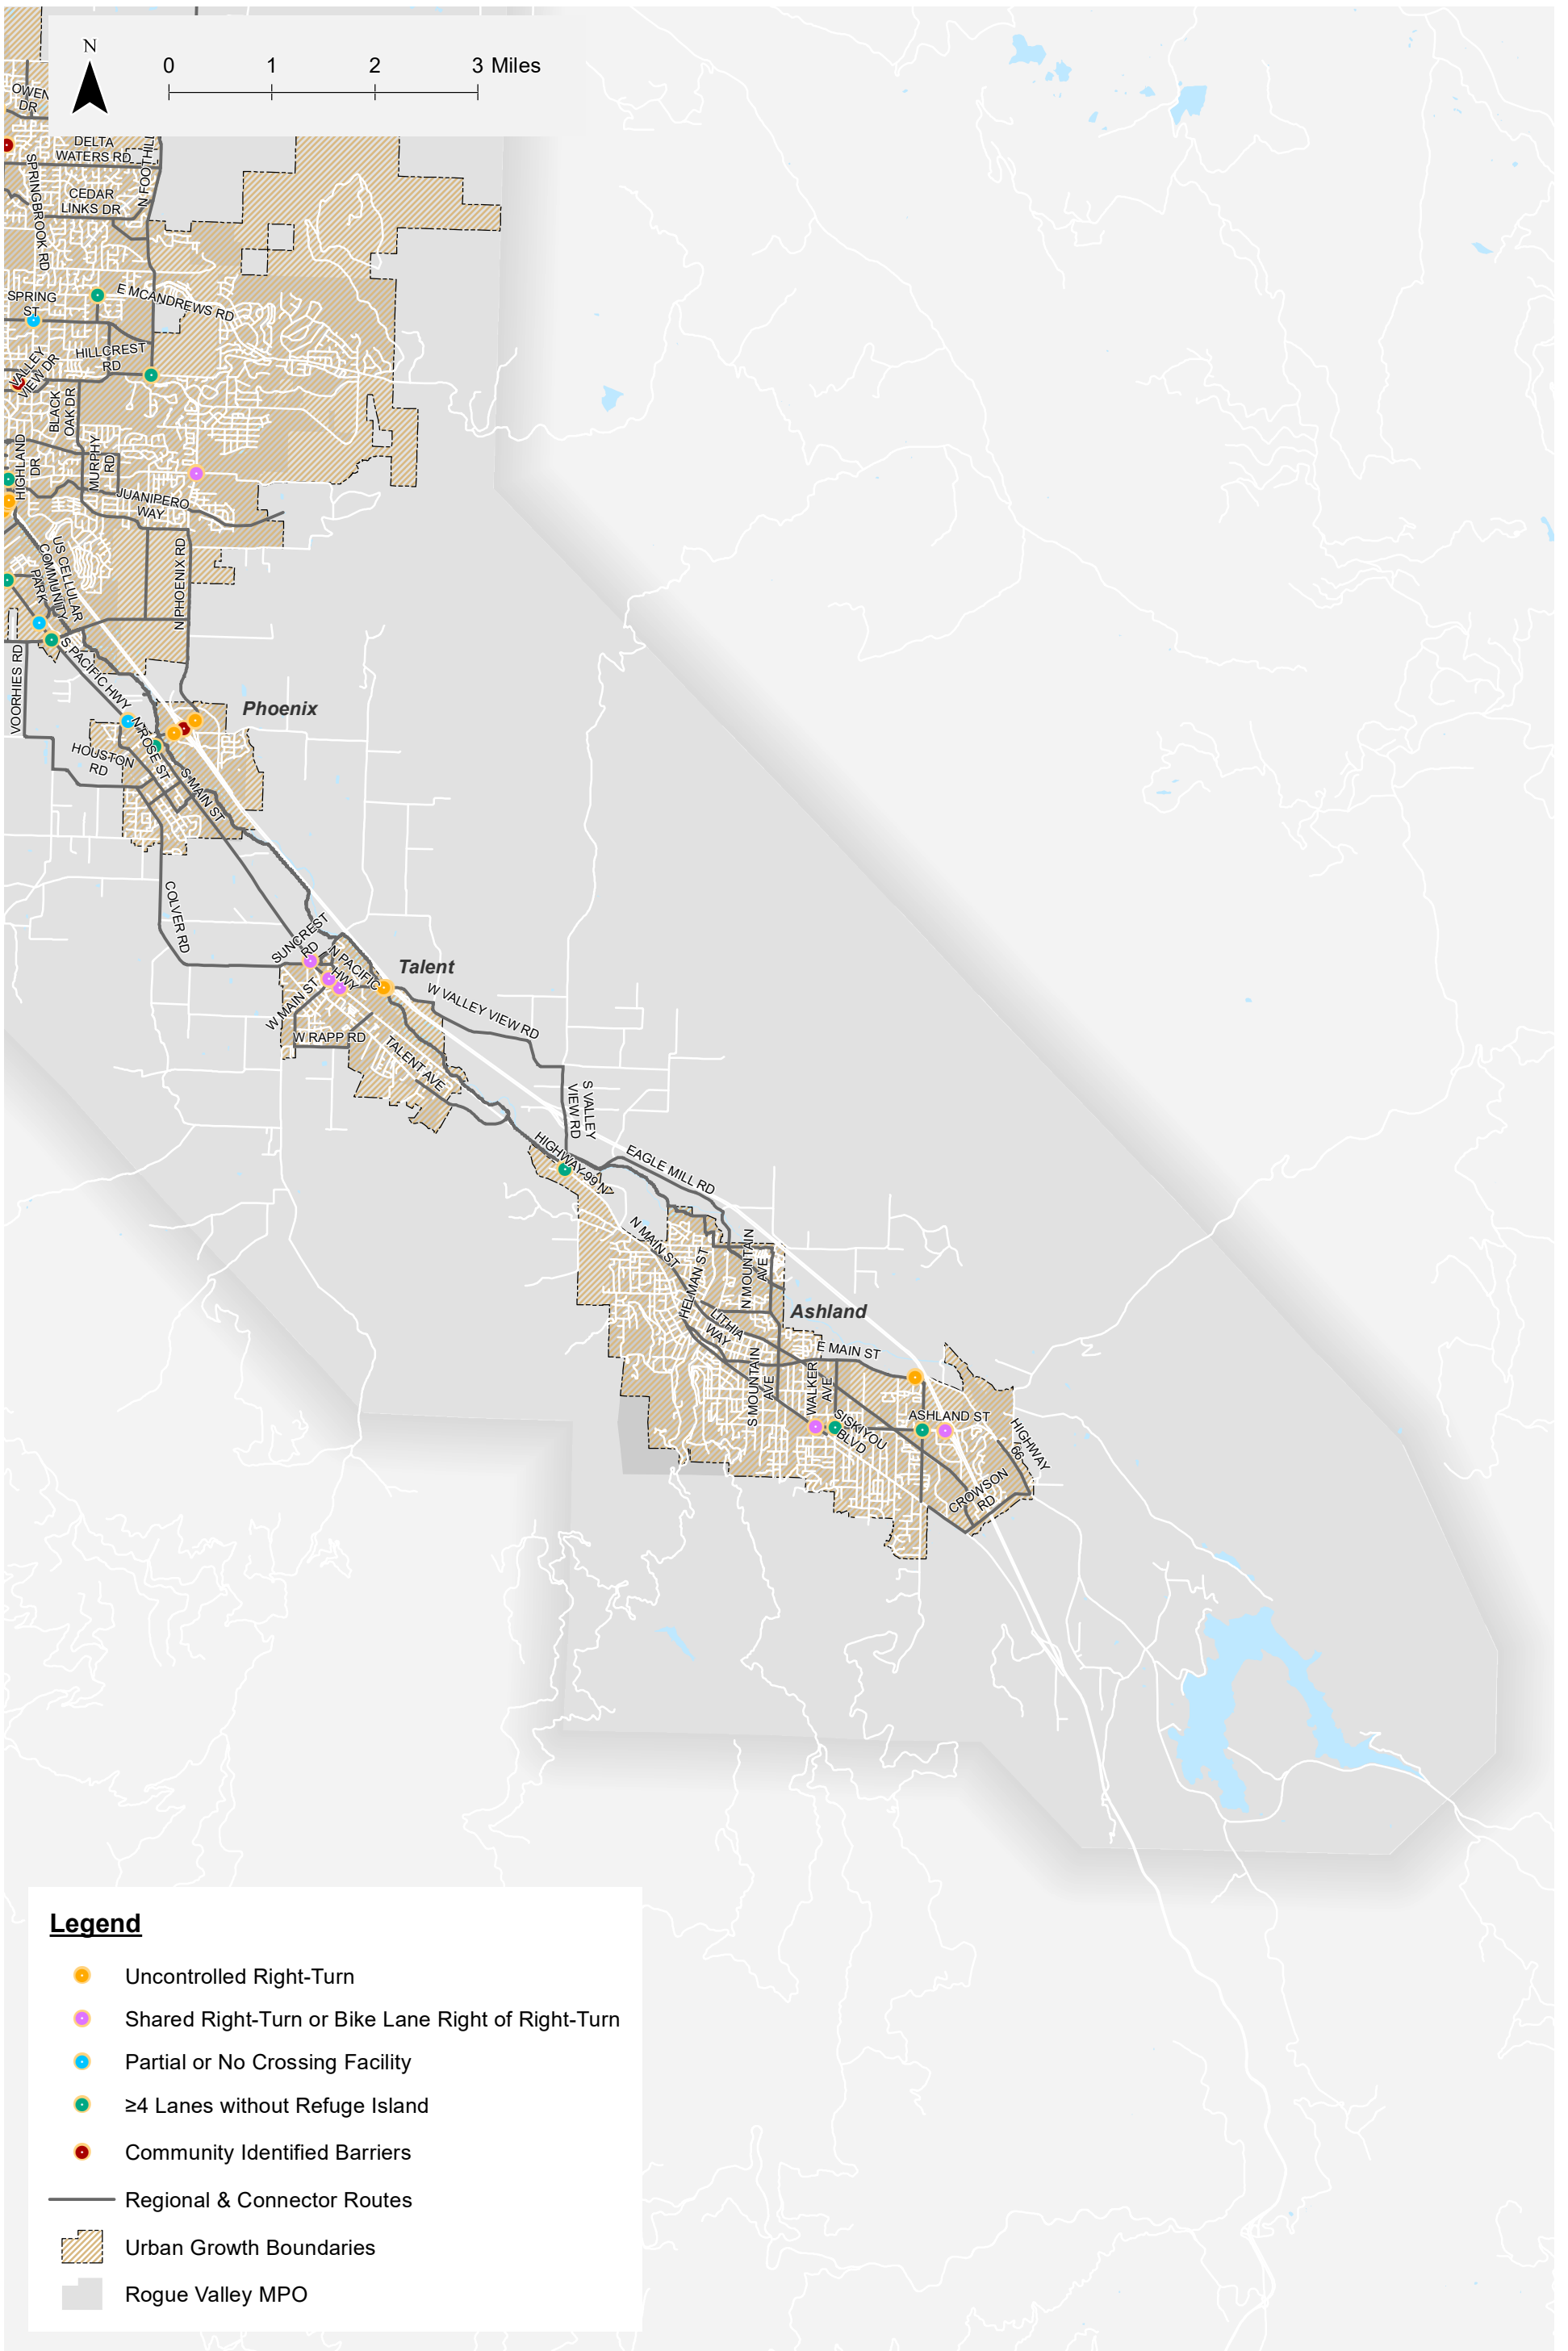 N
0 1 2 3 Miles
OWEN
DR
DELTA
WATERS RD
N FOOTHILL
SPRINGBROOK RD
CEDAR
LINKS DR
SPRING
ST
E MCANDREWS RD
HILLCREST
RD
VALLEY
VIEW DR
BLACK
OAK DR
HIGHLAND
DR
MURPHY
RD
JUANIPERO
WAY
US CELLULAR
COMMUNITY
PARK
N PHOENIX RD
VOORHIES RD
S PACIFIC HWY
Phoenix
N ROSE ST
HOUSTON
RD
S MAIN ST
COLVER RD
SUNCREST
RD
N PACIFIC
HWY
Talent
W MAIN ST
W VALLEY VIEW RD
W RAPP RD
TALENT AVE
S VALLEY
VIEW RD
HIGHWAY 99 N
EAGLE MILL RD
N MAIN ST
HELMAN ST
N MOUNTAIN
AVE
Ashland
LITHIA
WAY
E MAIN ST
S MOUNTAIN
AVE
WALKER
AVE
SISKIYOU
BLVD
ASHLAND ST
HIGHWAY
66
CROWSON
RD
Legend
Uncontrolled Right-Turn
Shared Right-Turn or Bike Lane Right of Right-Turn
Partial or No Crossing Facility
≥4 Lanes without Refuge Island
Community Identified Barriers
Regional & Connector Routes
Urban Growth Boundaries
Rogue Valley MPO